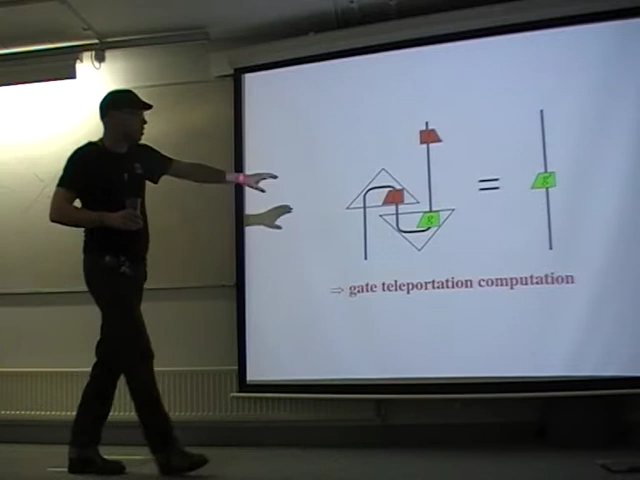 =
⇒ gate teleportation computation